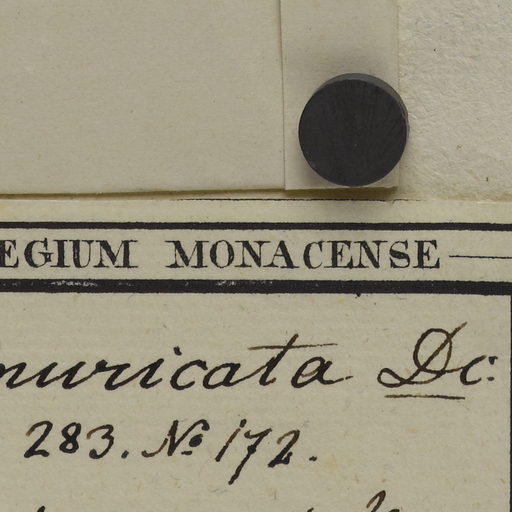 EGIUM MONACENSE
muricata Dc.
283. No 172.